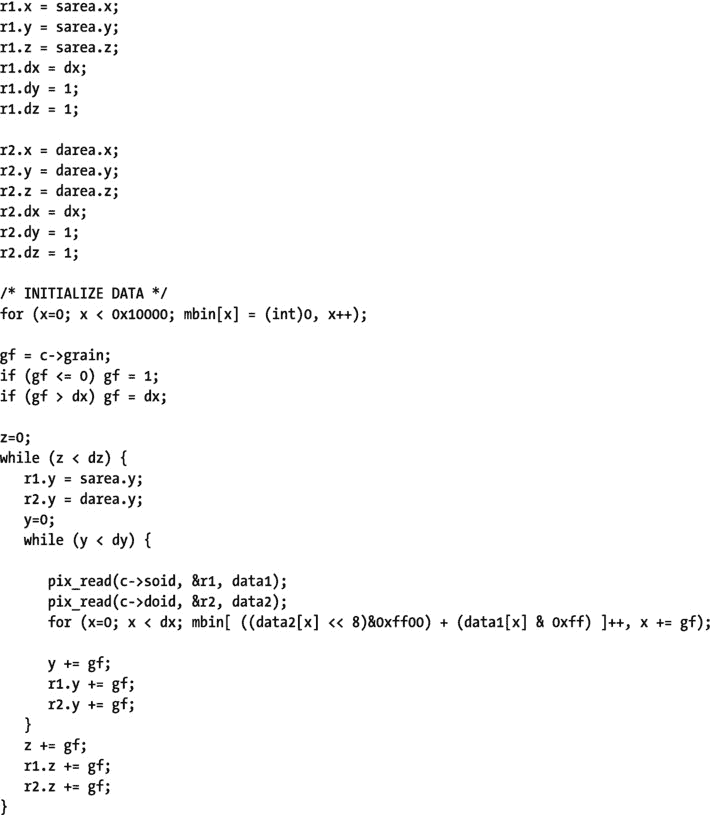 r1.x = sarea.x;
r1.y = sarea.y;
r1.z = sarea.z;
r1.dx = dx;
r1.dy = 1;
r1.dz = 1;
r2.x = darea.x;
r2.y = darea.y;
r2.z = darea.z;
r2.dx = dx;
r2.dy = 1;
r2.dz = 1;
/* INITIALIZE DATA */
for (x=0; x < 0x10000; mbin[x] = (int)0, x++);
gf = c->grain;
if (gf <= 0) gf = 1;
if (gf > dx) gf = dx;
z=0;
while (z < dz) {
r1.y = sarea.y;
r2.y = darea.y;
y=0;
while (y < dy) {
pix_read(c->soid, &r1, data1);
pix_read(c->doid, &r2, data2);
for (x=0; x < dx; mbin[ ((data2[x] << 8)&0xff00) + (data1[x] & 0xff) ]++, x += gf);
y += gf;
r1.y += gf;
r2.y += gf;
}
z += gf;
r1.z += gf;
r2.z += gf;
}